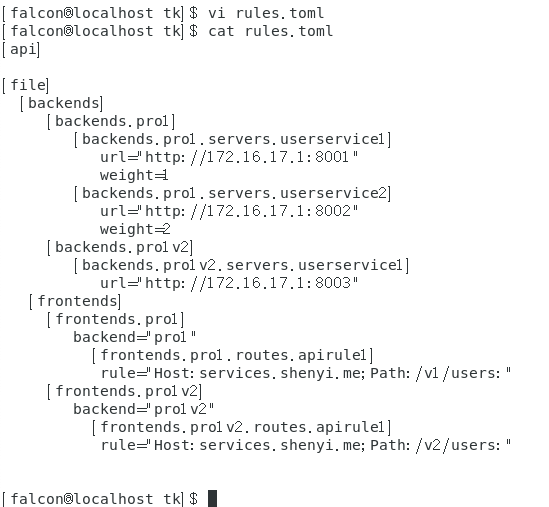 [falcon@localhost tk]$ vi rules.toml
[falcon@localhost tk]$ cat rules.toml
[api]
[file]
[backends]
[backends.pro1]
[backends.pro1.servers.userservice1]
url="http://172.16.17.1:8001"
weight=1
[backends.pro1.servers.userservice2]
url="http://172.16.17.1:8002"
weight=2
[backends.pro1v2]
[backends.pro1v2.servers.userservice1]
url="http://172.16.17.1:8003"
[frontends]
[frontends.pro1]
backend="pro1"
[frontends.pro1.routes.apirule1]
rule="Host:services.shenyi.me;Path:/v1/users:"
[frontends.pro1v2]
backend="pro1v2"
[frontends.pro1v2.routes.apirule1]
rule="Host:services.shenyi.me;Path:/v2/users:"
[falcon@localhost tk]$